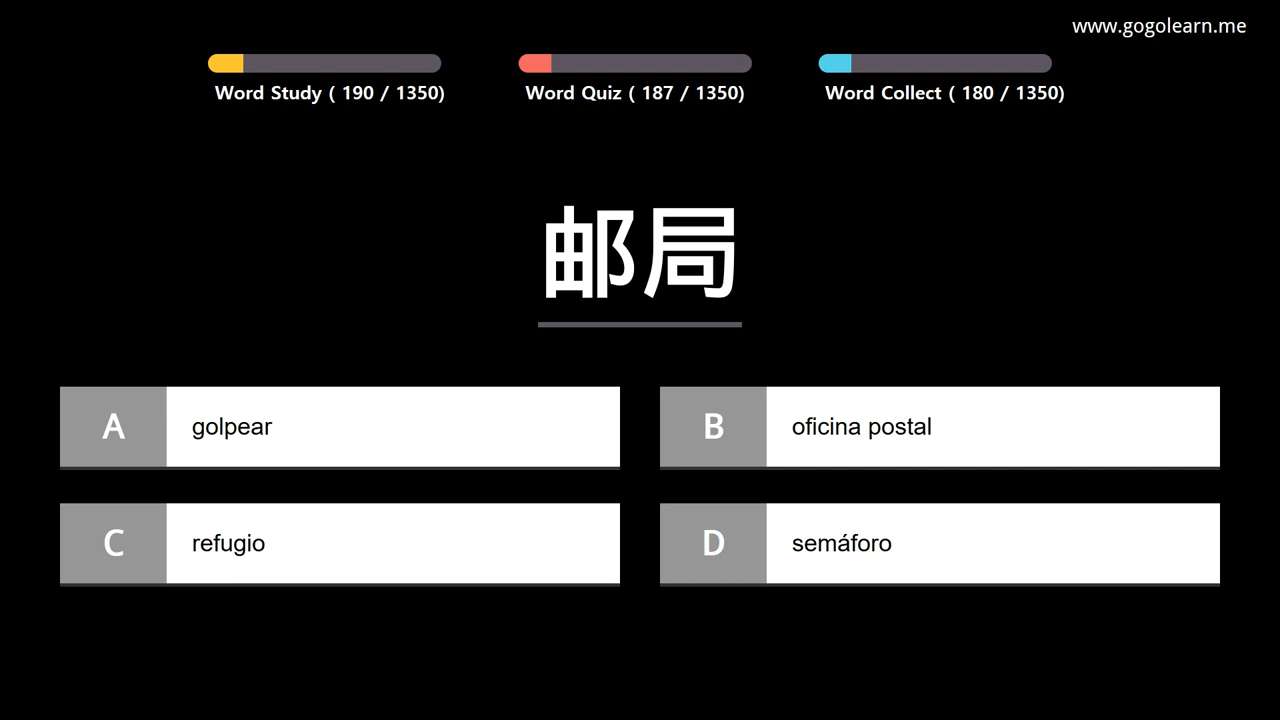 www.gogolearn.me
Word Study ( 190 / 1350)
Word Quiz ( 187 / 1350)
Word Collect ( 180 / 1350)
邮局
A golpear
B oficina postal
C refugio
D semáforo